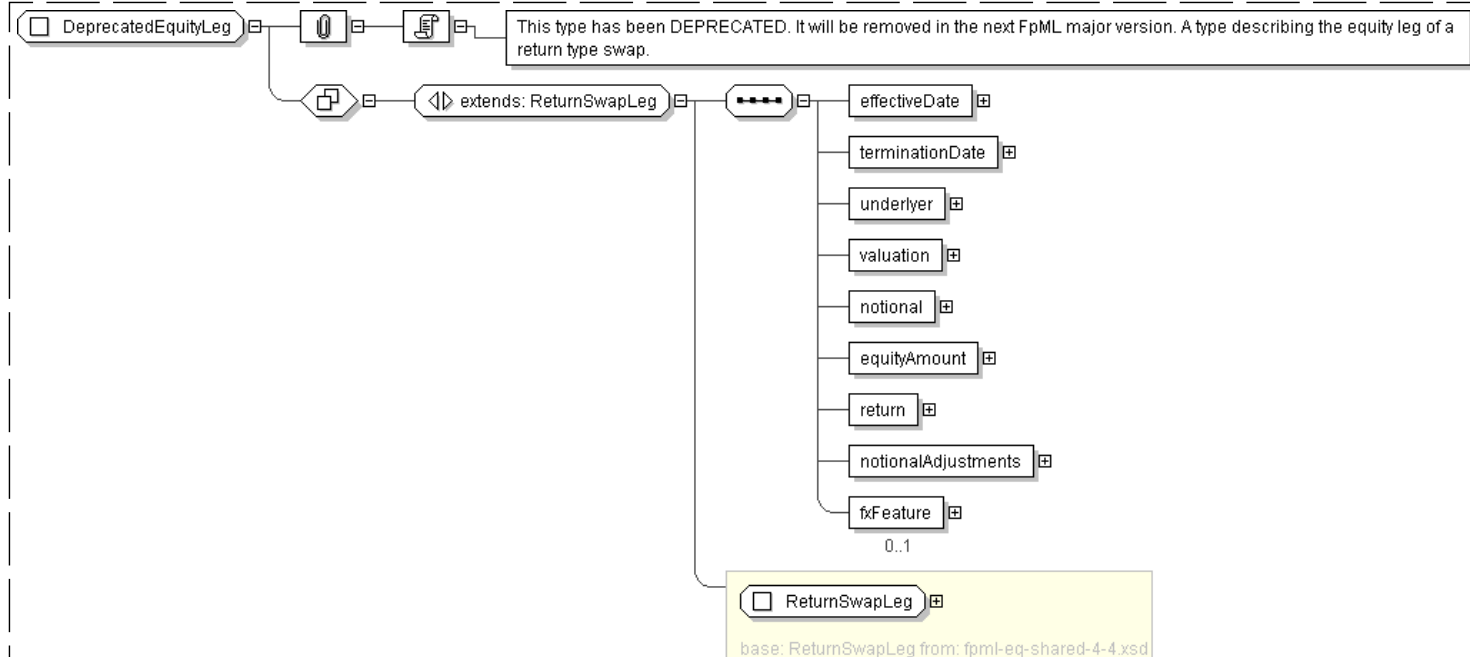 DeprecatedEquityLeg
This type has been DEPRECATED. It will be removed in the next FpML major version. A type describing the equity leg of a
return type swap.
extends: ReturnSwapLeg
effectiveDate
terminationDate
underlyer
valuation
notional
equityAmount
return
notionalAdjustments
fxFeature
0..1
ReturnSwapLeg
base: ReturnSwapLeg from: fpml-eq-shared-4-4.xsd